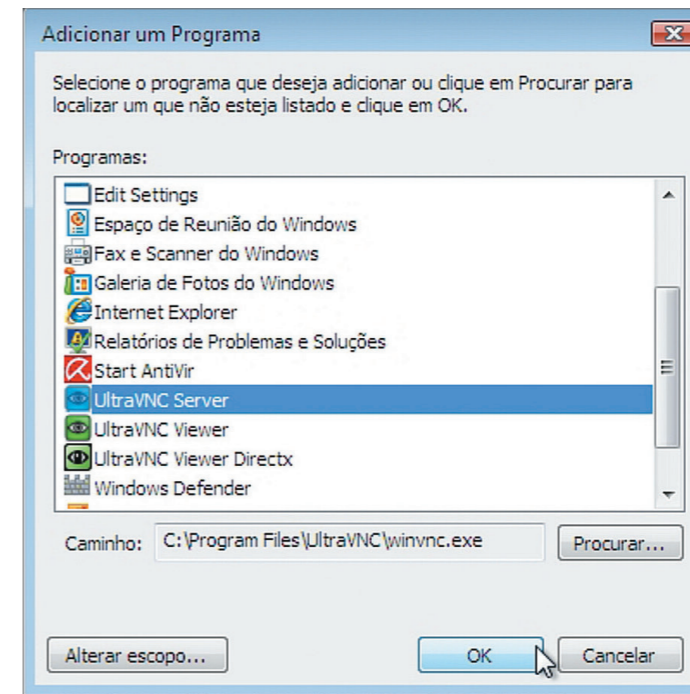 Adicionar um Programa
Selecione o programa que deseja adicionar ou clique em Procurar para
localizar um que não esteja listado e clique em OK.
Programas:
Edit Settings
Espaço de Reunião do Windows
Fax e Scanner do Windows
Galeria de Fotos do Windows
Internet Explorer
Relatórios de Problemas e Soluções
Start AntiVir
UltraVNC Server
UltraVNC Viewer
UltraVNC Viewer Directx
Windows Defender
Caminho: C:\Program Files\UltraVNC\winvnc.exe Procurar...
Alterar escopo... OK Cancelar